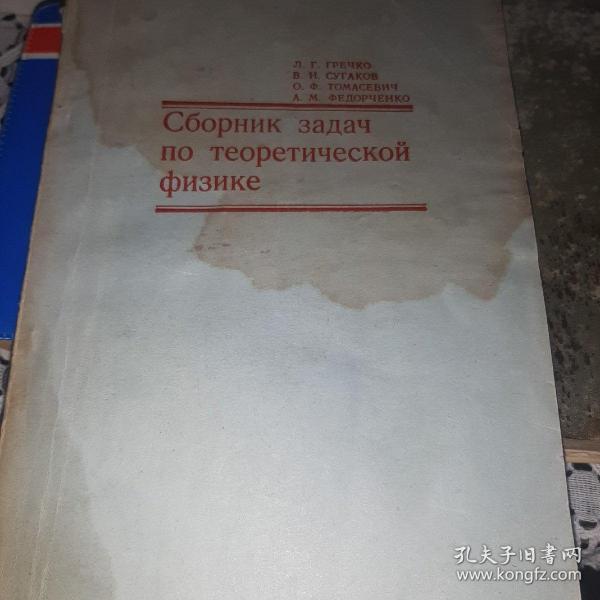 Л. Г. ГРЕЧКО
В. И. СУГАКОВ
О. Ф. ТОМАСЕВИЧ
А. М. ФЕДОРЧЕНКО
Сборник задач
по теоретической
физике
孔夫子旧书网
www.kongfz.com